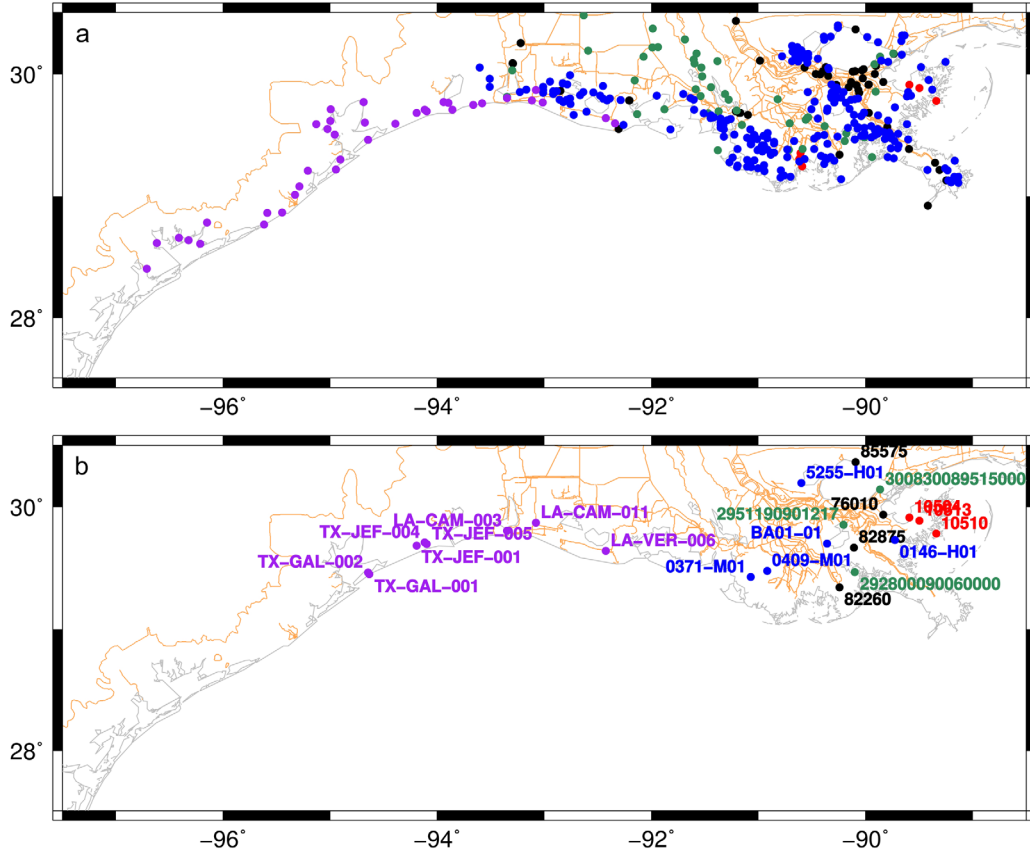 a
30°
28°
−96°
−94°
−92°
−90°
b
85575
5255−H01
300830089515000
76010
10510
LA−CAM−011
LA−CAM−003
2951190901217
TX−JEF−004
TX−JEF−005
BA01−01
82875
LA−VER−006
0146−H01
TX−JEF−001
TX−GAL−002
0371−M01
0409−M01
TX−GAL−001
292800090060000
82260
30°
28°
−96°
−94°
−92°
−90°